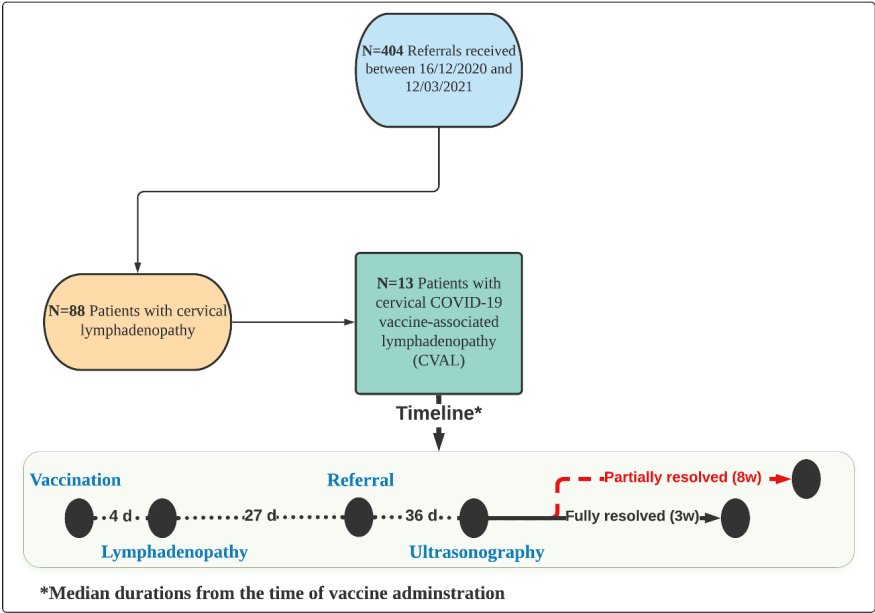 N=404 Referrals received
between 16/12/2020 and
12/03/2021
N=88 Patients with cervical
lymphadenopathy
N=13 Patients with
cervical COVID-19
vaccine-associated
lymphadenopathy
(CVAL)
Timeline*
Vaccination
Referral
Partially resolved (8w)
4 d
27 d
36 d
Fully resolved (3w)
Lymphadenopathy
Ultrasonography
*Median durations from the time of vaccine adminstration